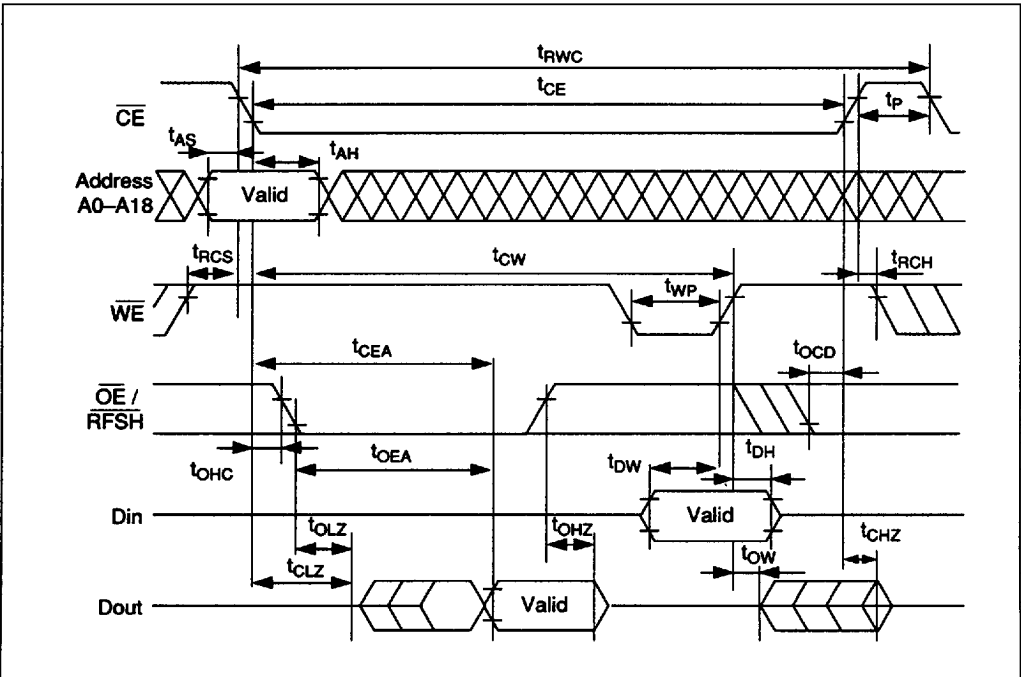 tRWC
tCE
CE
tP
tAS
tAH
Address
A0–A18
Valid
tRCS
tCW
tRCH
WE
tWP
tCEA
tOCD
OE /
RFSH
tOHC
tOEA
tDW
tDH
Din
Valid
tOLZ
tOHZ
tCHZ
tCLZ
tOW
Dout
Valid